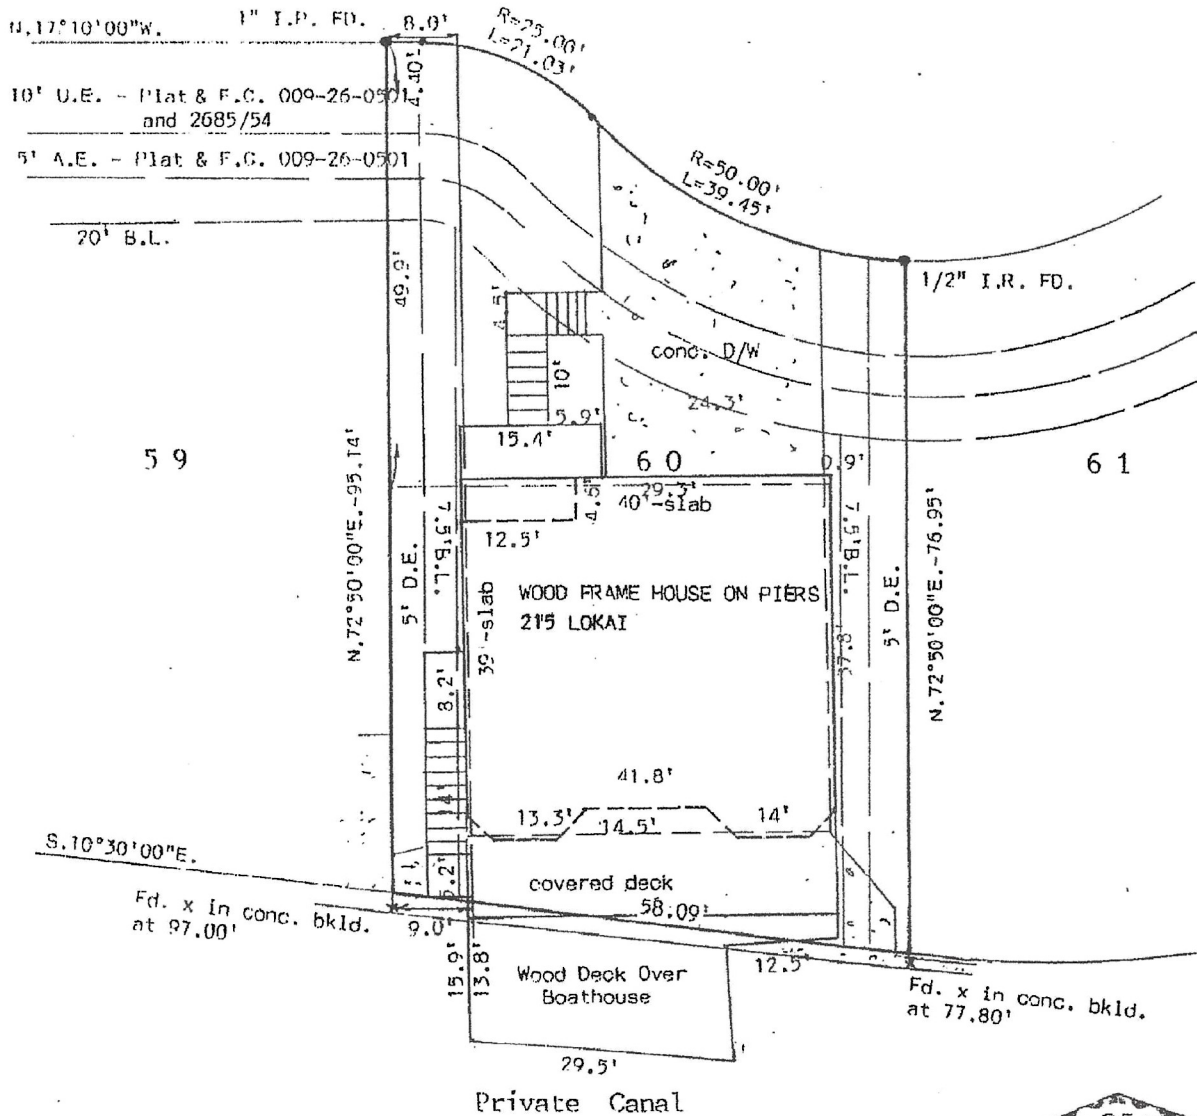 N.17°10'00"W.
1" I.P. FD.
8.0'
R=25.00'
L=21.03'
4.40'
10' U.E. - Plat & F.C. 009-26-0501
and 2685/54
5' A.E. - Plat & F.C. 009-26-0501
20' B.L.
R=50.00'
L=39.45'
1/2" I.R. FD.
49.9'
4.5'
10'
5.9'
15.4'
conc. D/W
24.3'
59
60
61
0.9'
29.3'
40'-slab
4.5'
12.5'
N.72°50'00"E.-95.14'
5' D.E.
7.5' B.L.
39'-slab
WOOD FRAME HOUSE ON PIERS
215 LOKAI
37.8'
7.5' B.L.
5' D.E.
N.72°50'00"E.-76.95'
8.2'
14'
41.8'
13.3'
14.5'
14'
S.10°30'00"E.
5.2'
covered deck
58.09'
Fd. x in conc. bkld.
at 97.00'
9.0'
15.9'
13.8'
Wood Deck Over
Boathouse
12.5'
Fd. x in conc. bkld.
at 77.80'
29.5'
Private Canal